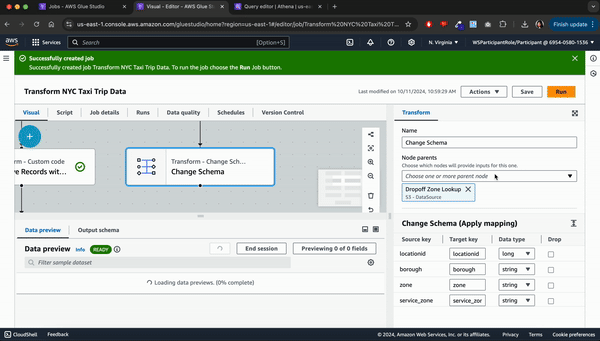 Jobs - AWS Glue Studio
Visual - Editor - AWS Glue St
Query editor | Athena | us-e
us-east-1.console.aws.amazon.com/gluestudio/home?region=us-east-1#/editor/job/Transform%20NYC%20Taxi%20T...
Finish update
aws
Services
Search
[Option+S]
N. Virginia
WSParticipantRole/Participant @ 6954-0580-1536
Successfully created job
Successfully created job Transform NYC Taxi Trip Data. To run the job choose the Run Job button.
Transform NYC Taxi Trip Data
Last modified on 10/11/2024, 10:59:29 AM
Actions
Save
Run
Visual
Script
Job details
Runs
Data quality
Schedules
Version Control
rm - Custom code
e Records wit...
Transform - Change Sch...
Change Schema
Transform
Name
Change Schema
Node parents
Choose which nodes will provide inputs for this one.
Choose one or more parent node
Dropoff Zone Lookup
S3 - DataSource
Change Schema (Apply mapping)
Source key
Target key
Data type
Drop
locationid
locationid
long
borough
borough
string
zone
zone
string
service_zone
service_zor
string
Data preview
Output schema
Data preview
Info
READY
End session
Previewing 0 of 0 fields
Filter sample dataset
Loading data previews. (0% complete)
CloudShell
Feedback
© 2024, Amazon Web Services, Inc. or its affiliates.
Privacy
Terms
Cookie preferences